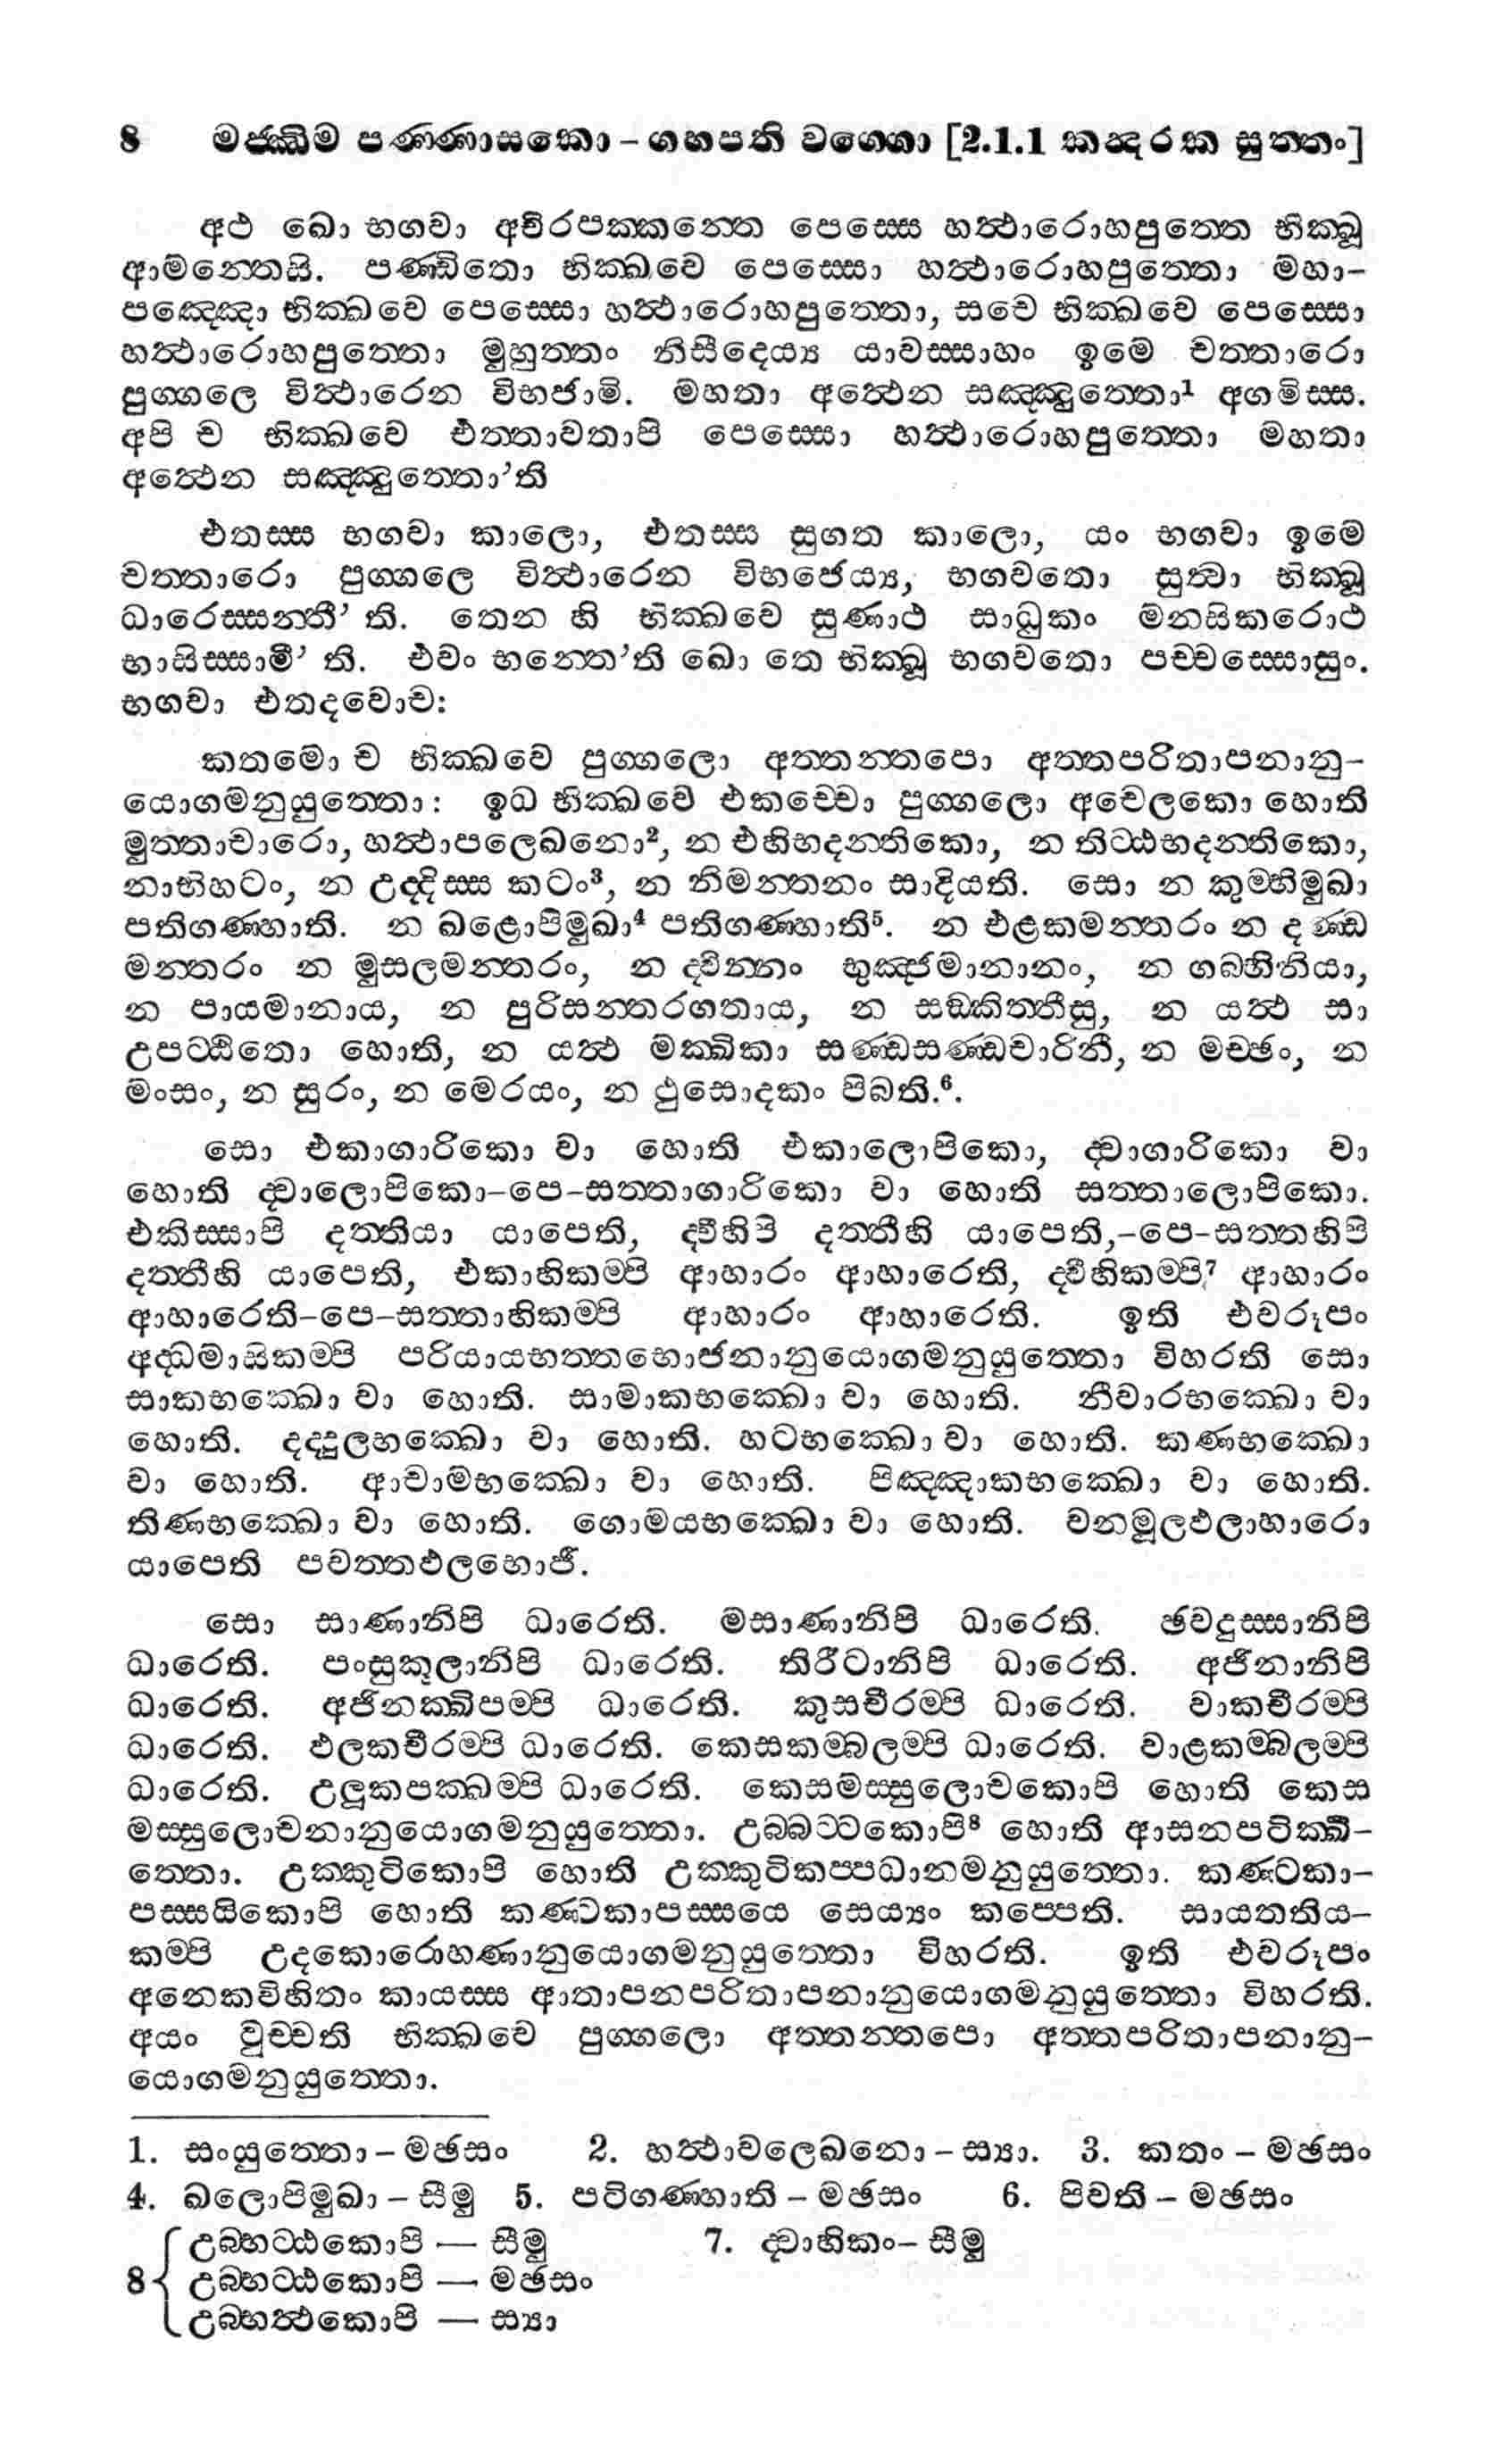 8 මජ්ඣිම පණ්ණාසකො – ගහපති වග්ගො [2.1.1 කන්දරක සුත්තං]
අථ ඛො භගවා අචිරපක්කන්තෙ පෙස්සෙ හත්ථාරොහපුත්තෙ භික්ඛූ
ආමන්තෙසි. පණ්ඩිතො භික්ඛවෙ පෙස්සො හත්ථාරොහපුත්තො මහා-
පඤ්ඤො භික්ඛවෙ පෙස්සො හත්ථාරොහපුත්තො, සචෙ භික්ඛවෙ පෙස්සො
හත්ථාරොහපුත්තො මුහුත්තං නිසීදෙය්‍ය යාවස්සාහං ඉමෙ චත්තාරො
පුග්ගලෙ විත්ථාරෙන විභජාමි. මහතා අත්ථෙන සඤ්ඤුත්තො¹ අගමිස්ස.
අපි ච භික්ඛවෙ එත්තාවතාපි පෙස්සො හත්ථාරොහපුත්තො මහතා
අත්ථෙන සඤ්ඤුත්තො’ති
එතස්ස භගවා කාලො, එතස්ස සුගත කාලො, යං භගවා ඉමෙ
චත්තාරො පුග්ගලෙ විත්ථාරෙන විභජෙය්‍ය, භගවතො සුත්වා භික්ඛූ
ධාරෙස්සන්තී’ ති. තෙන හි භික්ඛවෙ සුණාථ සාධුකං මනසිකරොථ
භාසිස්සාමී’ ති. එවං භන්තෙ’ති ඛො තෙ භික්ඛූ භගවතො පච්චස්සොසුං.
භගවා එතදවොච:
කතමො ච භික්ඛවෙ පුග්ගලො අත්තන්තපො අත්තපරිතාපනානු-
යොගමනුයුත්තො: ඉධ භික්ඛවෙ එකච්චො පුග්ගලො අචෙලකො හොති
මුත්තාචාරො, හත්ථාපලෙඛනො², න එහිභදන්තිකො, න තිට්ඨභදන්තිකො,
නාභිහටං, න උද්දිස්ස කටං³, න නිමන්තනං සාදියති. සො න කුම්භිමුඛා
පතිගණ්හාති. න ඛළොපිමුඛා⁴ පතිගණ්හාති⁵. න එළකමන්තරං න දණ්ඩ
මන්තරං න මුසලමන්තරං, න ද්වින්නං භුඤ්ජමානානං, න ගබ්භිනියා,
න පායමානාය, න පුරිසන්තරගතාය, න සඞ්කිත්තීසු, න යත්ථ සා
උපට්ඨිතො හොති, න යත්ථ මක්ඛිකා සණ්ඩසණ්ඩචාරිනී, න මච්ඡං, න
මංසං, න සුරං, න මෙරයං, න ථුසොදකං පිබති.⁶.
සො එකාගාරිකො වා හොති එකාලොපිකො, ද්වාගාරිකො වා
හොති ද්වාලොපිකො–පෙ–සත්තාගාරිකො වා හොති සත්තාලොපිකො.
එකිස්සාපි දත්තියා යාපෙති, ද්වීහිපි දත්තීහි යාපෙති,–පෙ–සත්තහිපි
දත්තීහි යාපෙති, එකාහිකම්පි ආහාරං ආහාරෙති, ද්වීහිකම්පි⁷ ආහාරං
ආහාරෙති–පෙ–සත්තාහිකම්පි ආහාරං ආහාරෙති. ඉති එවරූපං
අද්ධමාසිකම්පි පරියායභත්තභොජනානුයොගමනුයුත්තො විහරති සො
සාකභක්ඛො වා හොති. සාමාකභක්ඛො වා හොති. නීවාරභක්ඛො වා
හොති. දද්දුලභක්ඛො වා හොති. හටභක්ඛො වා හොති. කණභක්ඛො
වා හොති. ආචාමභක්ඛො වා හොති. පිඤ්ඤාකභක්ඛො වා හොති.
තිණභක්ඛො වා හොති. ගොමයභක්ඛො වා හොති. වනමූලඵලාහාරො
යාපෙති පවත්තඵලභොජී.
සො සාණානිපි ධාරෙති. මසාණානිපි ධාරෙති. ඡවදුස්සානිපි
ධාරෙති. පංසුකූලානිපි ධාරෙති. තිරීටානිපි ධාරෙති. අජිනානිපි
ධාරෙති. අජිනක්ඛිපම්පි ධාරෙති. කුසචීරම්පි ධාරෙති. වාකචීරම්පි
ධාරෙති. ඵලකචීරම්පි ධාරෙති. කෙසකම්බලම්පි ධාරෙති. වාළකම්බලම්පි
ධාරෙති. උලූකපක්ඛම්පි ධාරෙති. කෙසමස්සුලොචකොපි හොති කෙස
මස්සුලොචනානුයොගමනුයුත්තො. උබ්බට්ටකොපි⁸ හොති ආසනපටික්ඛි-
ත්තො. උක්කුටිකොපි හොති උක්කුටිකප්පධානමනුයුත්තො. කණ්ටකා-
පස්සයිකොපි හොති කණ්ටකාපස්සයෙ සෙය්‍යං කප්පෙති. සායතතිය-
කම්පි උදකොරොහණානුයොගමනුයුත්තො විහරති. ඉති එවරූපං
අනෙකවිහිතං කායස්ස ආතාපනපරිතාපනානුයොගමනුයුත්තො විහරති.
අයං වුච්චති භික්ඛවෙ පුග්ගලො අත්තන්තපො අත්තපරිතාපනානු-
යොගමනුයුත්තො.
1. සංයුත්තො – මඡසං 2. හත්ථාවලෙඛනො – ස්‍යා. 3. කතං – මඡසං
4. ඛලොපිමුඛා – සීමු 5. පටිගණ්හාති – මඡසං 6. පිවති – මඡසං
උබ්භට්ඨකොපි — සීමු 7. ද්වාහිකං – සීමු
8 උබ්භට්ඨකොපි — මඡසං
උබ්භත්ථකොපි — ස්‍යා